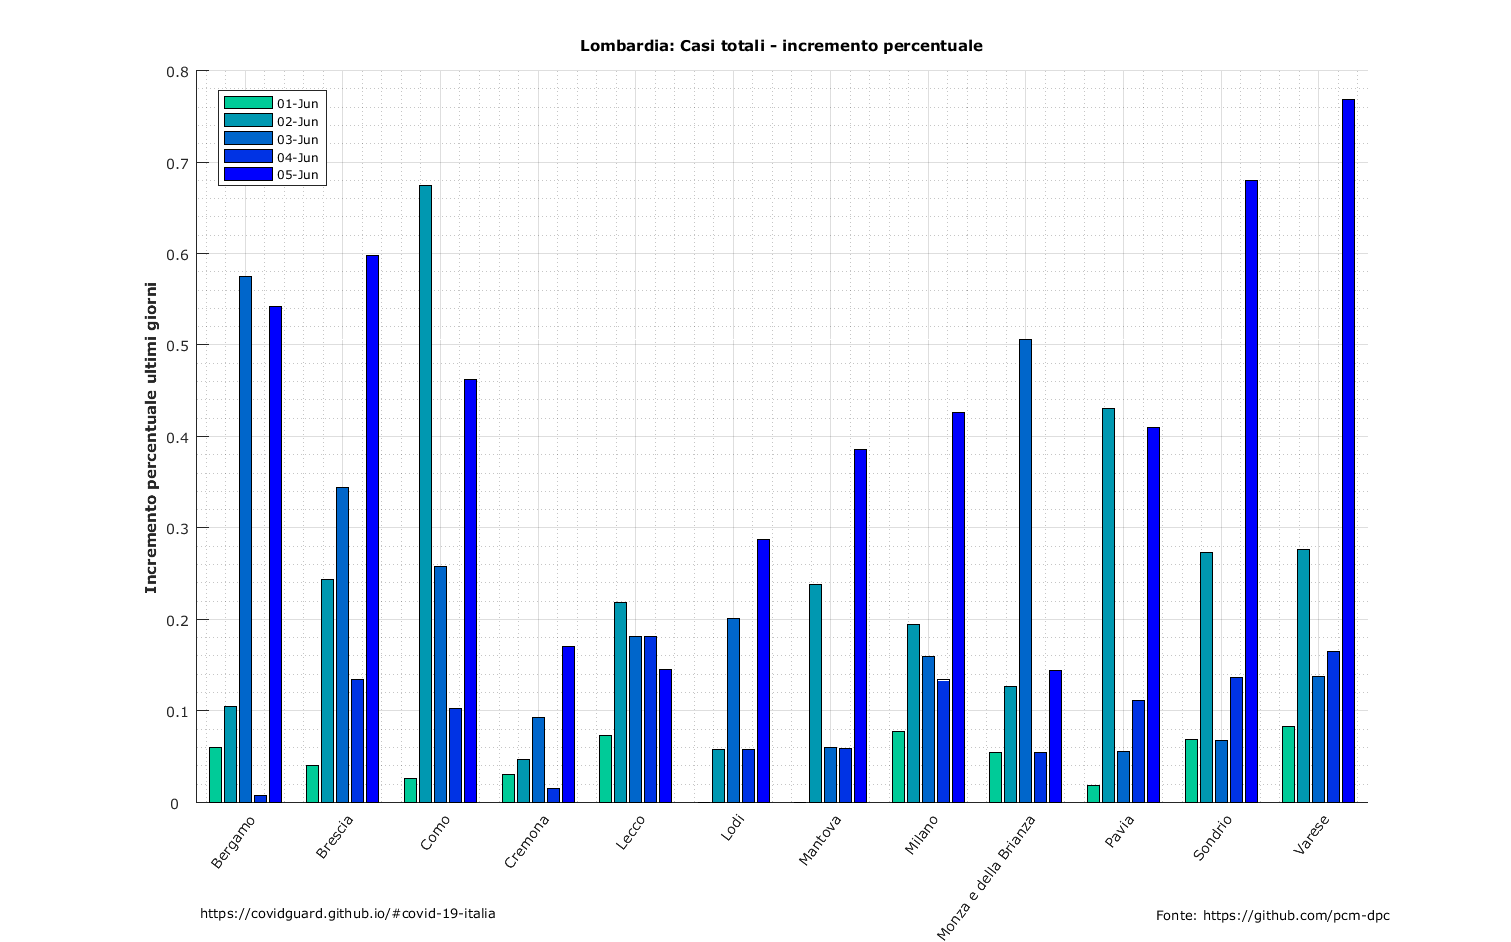 Lombardia: Casi totali - incremento percentuale
Incremento percentuale ultimi giorni
0.8
0.7
0.6
0.5
0.4
0.3
0.2
0.1
0
01-Jun
02-Jun
03-Jun
04-Jun
05-Jun
Bergamo
Brescia
Como
Cremona
Lecco
Lodi
Mantova
Milano
Monza e della Brianza
Pavia
Sondrio
Varese
https://covidguard.github.io/#covid-19-italia
Fonte: https://github.com/pcm-dpc